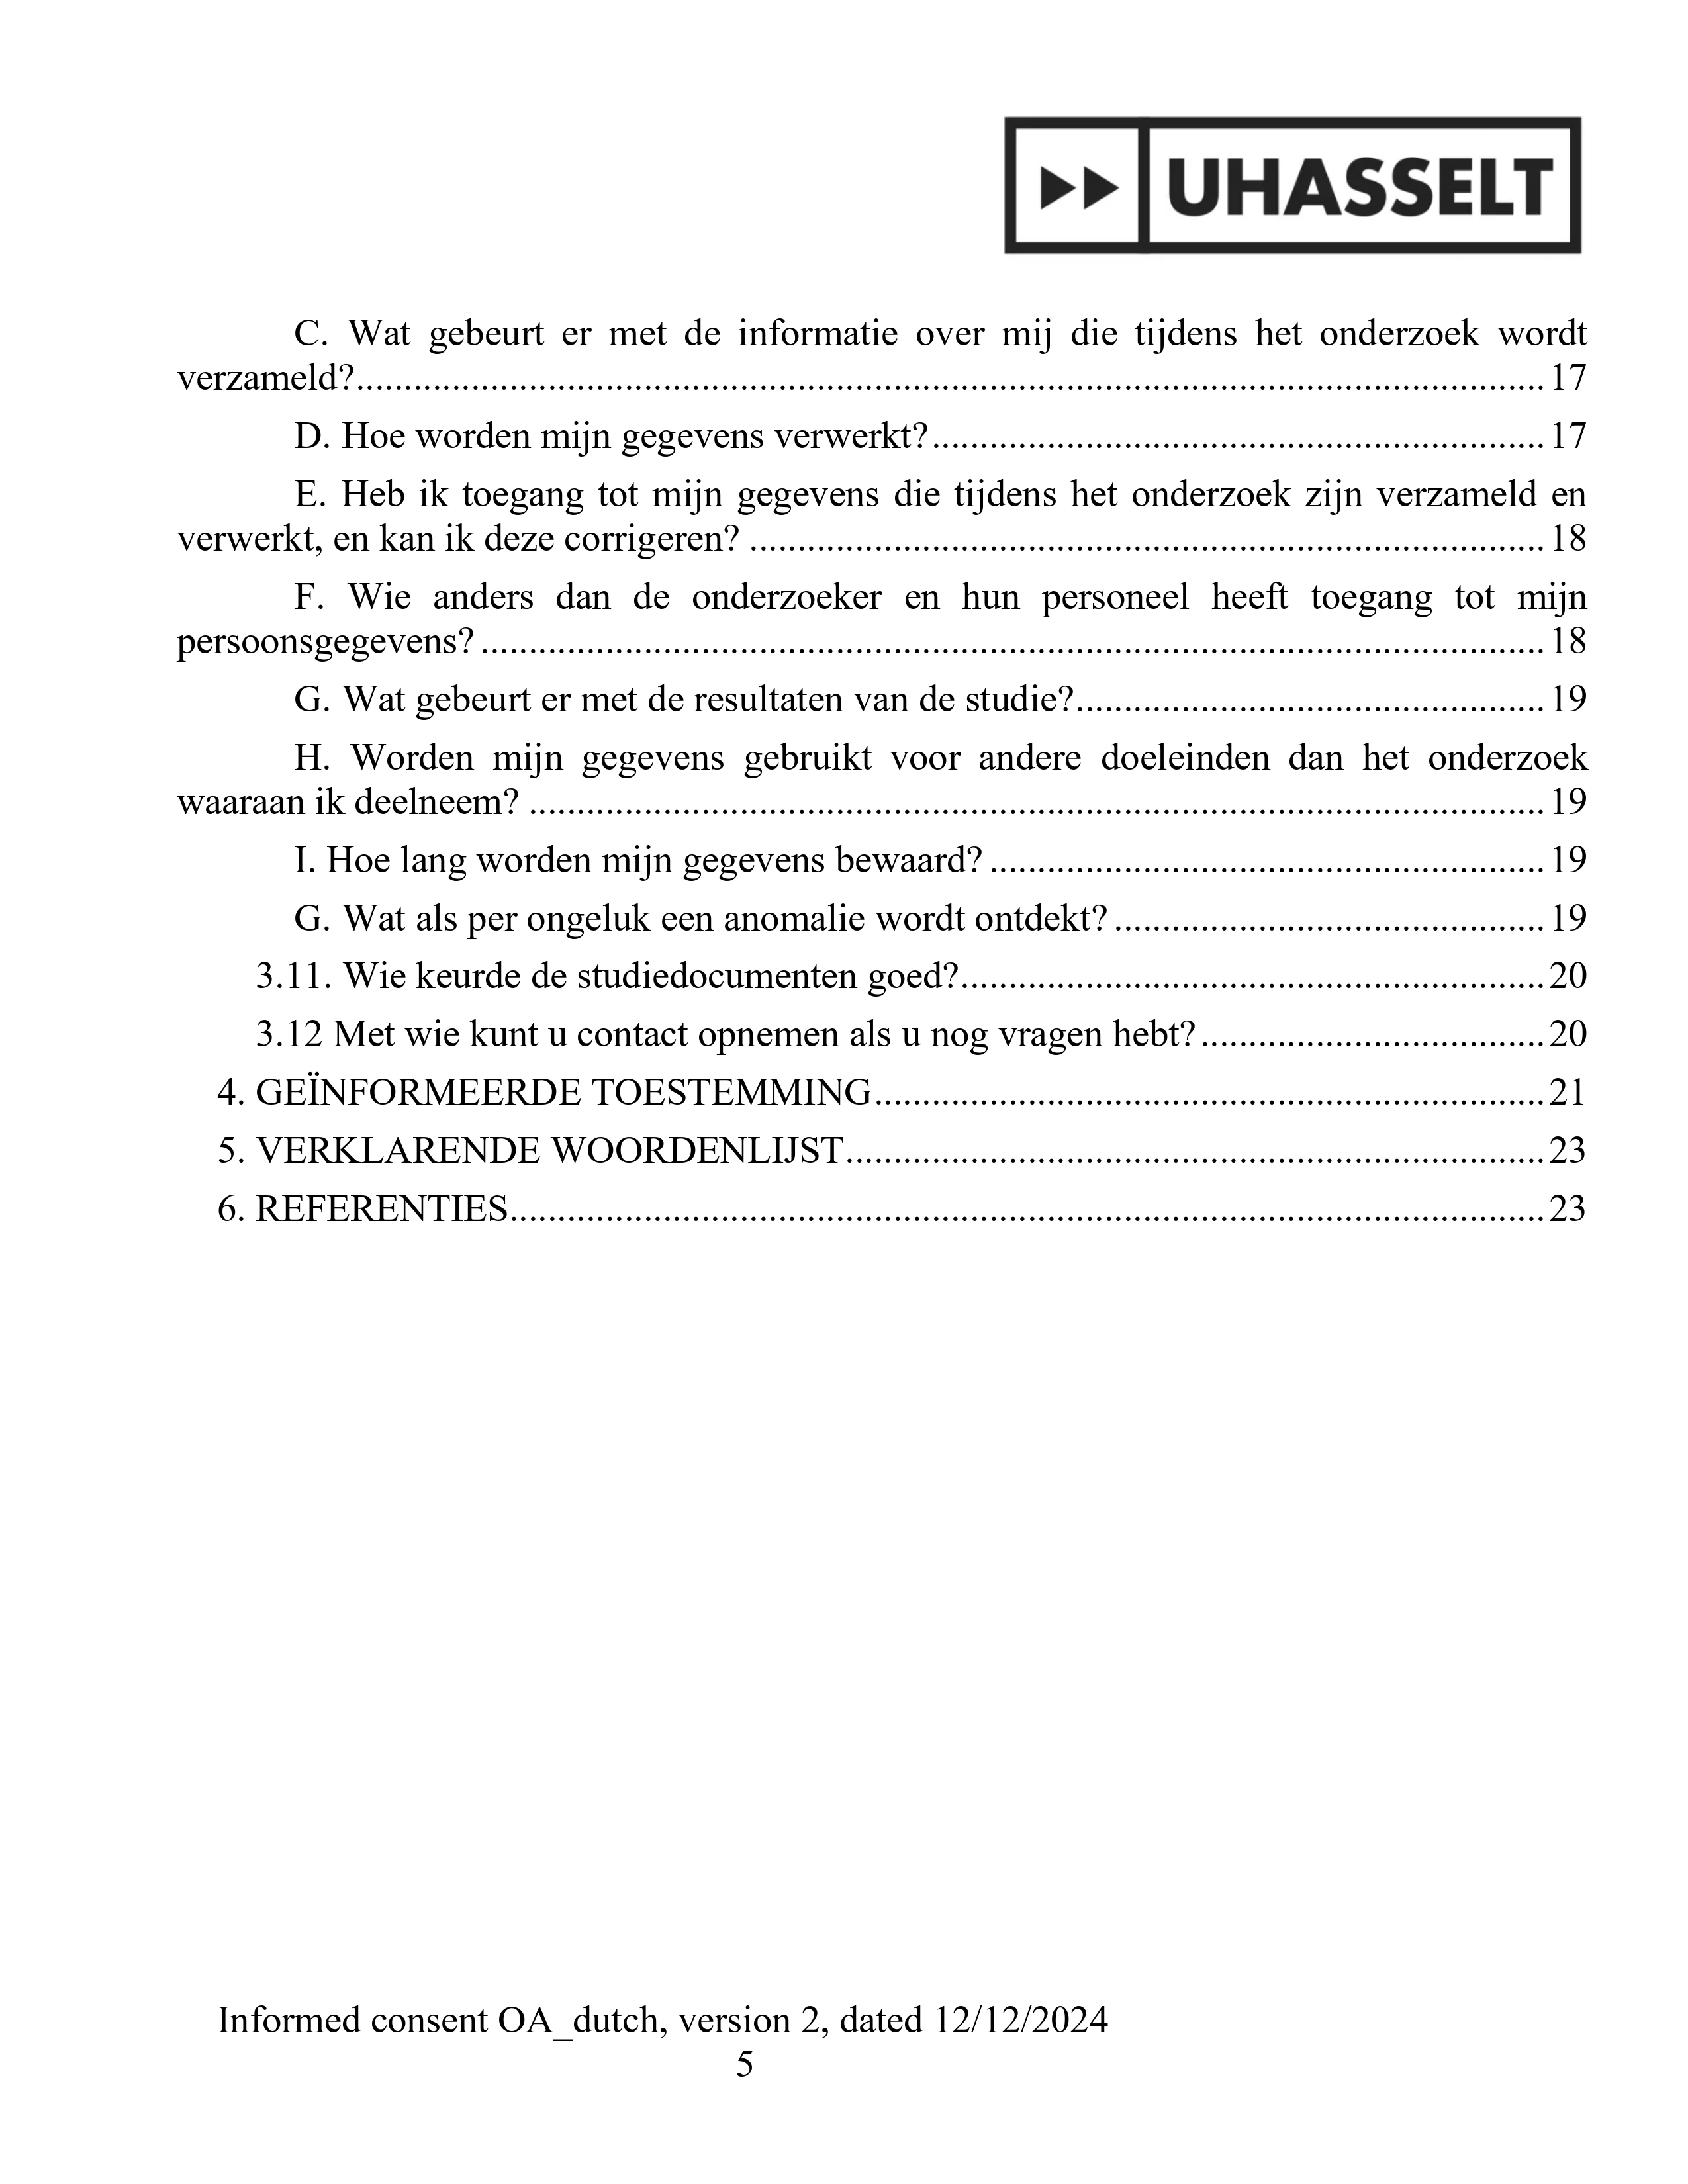 UHASSELT
C. Wat gebeurt er met de informatie over mij die tijdens het onderzoek wordt
verzameld?............................................................................................................................ 17
D. Hoe worden mijn gegevens verwerkt?................................................................ 17
E. Heb ik toegang tot mijn gegevens die tijdens het onderzoek zijn verzameld en
verwerkt, en kan ik deze corrigeren? ................................................................................... 18
F. Wie anders dan de onderzoeker en hun personeel heeft toegang tot mijn
persoonsgegevens? ............................................................................................................... 18
G. Wat gebeurt er met de resultaten van de studie?................................................. 19
H. Worden mijn gegevens gebruikt voor andere doeleinden dan het onderzoek
waaraan ik deelneem? .......................................................................................................... 19
I. Hoe lang worden mijn gegevens bewaard? .......................................................... 19
G. Wat als per ongeluk een anomalie wordt ontdekt? ............................................. 19
3.11. Wie keurde de studiedocumenten goed?............................................................. 20
3.12 Met wie kunt u contact opnemen als u nog vragen hebt? .................................... 20
4. GEÏNFORMEERDE TOESTEMMING...................................................................... 21
5. VERKLARENDE WOORDENLIJST......................................................................... 23
6. REFERENTIES............................................................................................................ 23
Informed consent OA_dutch, version 2, dated 12/12/2024
5